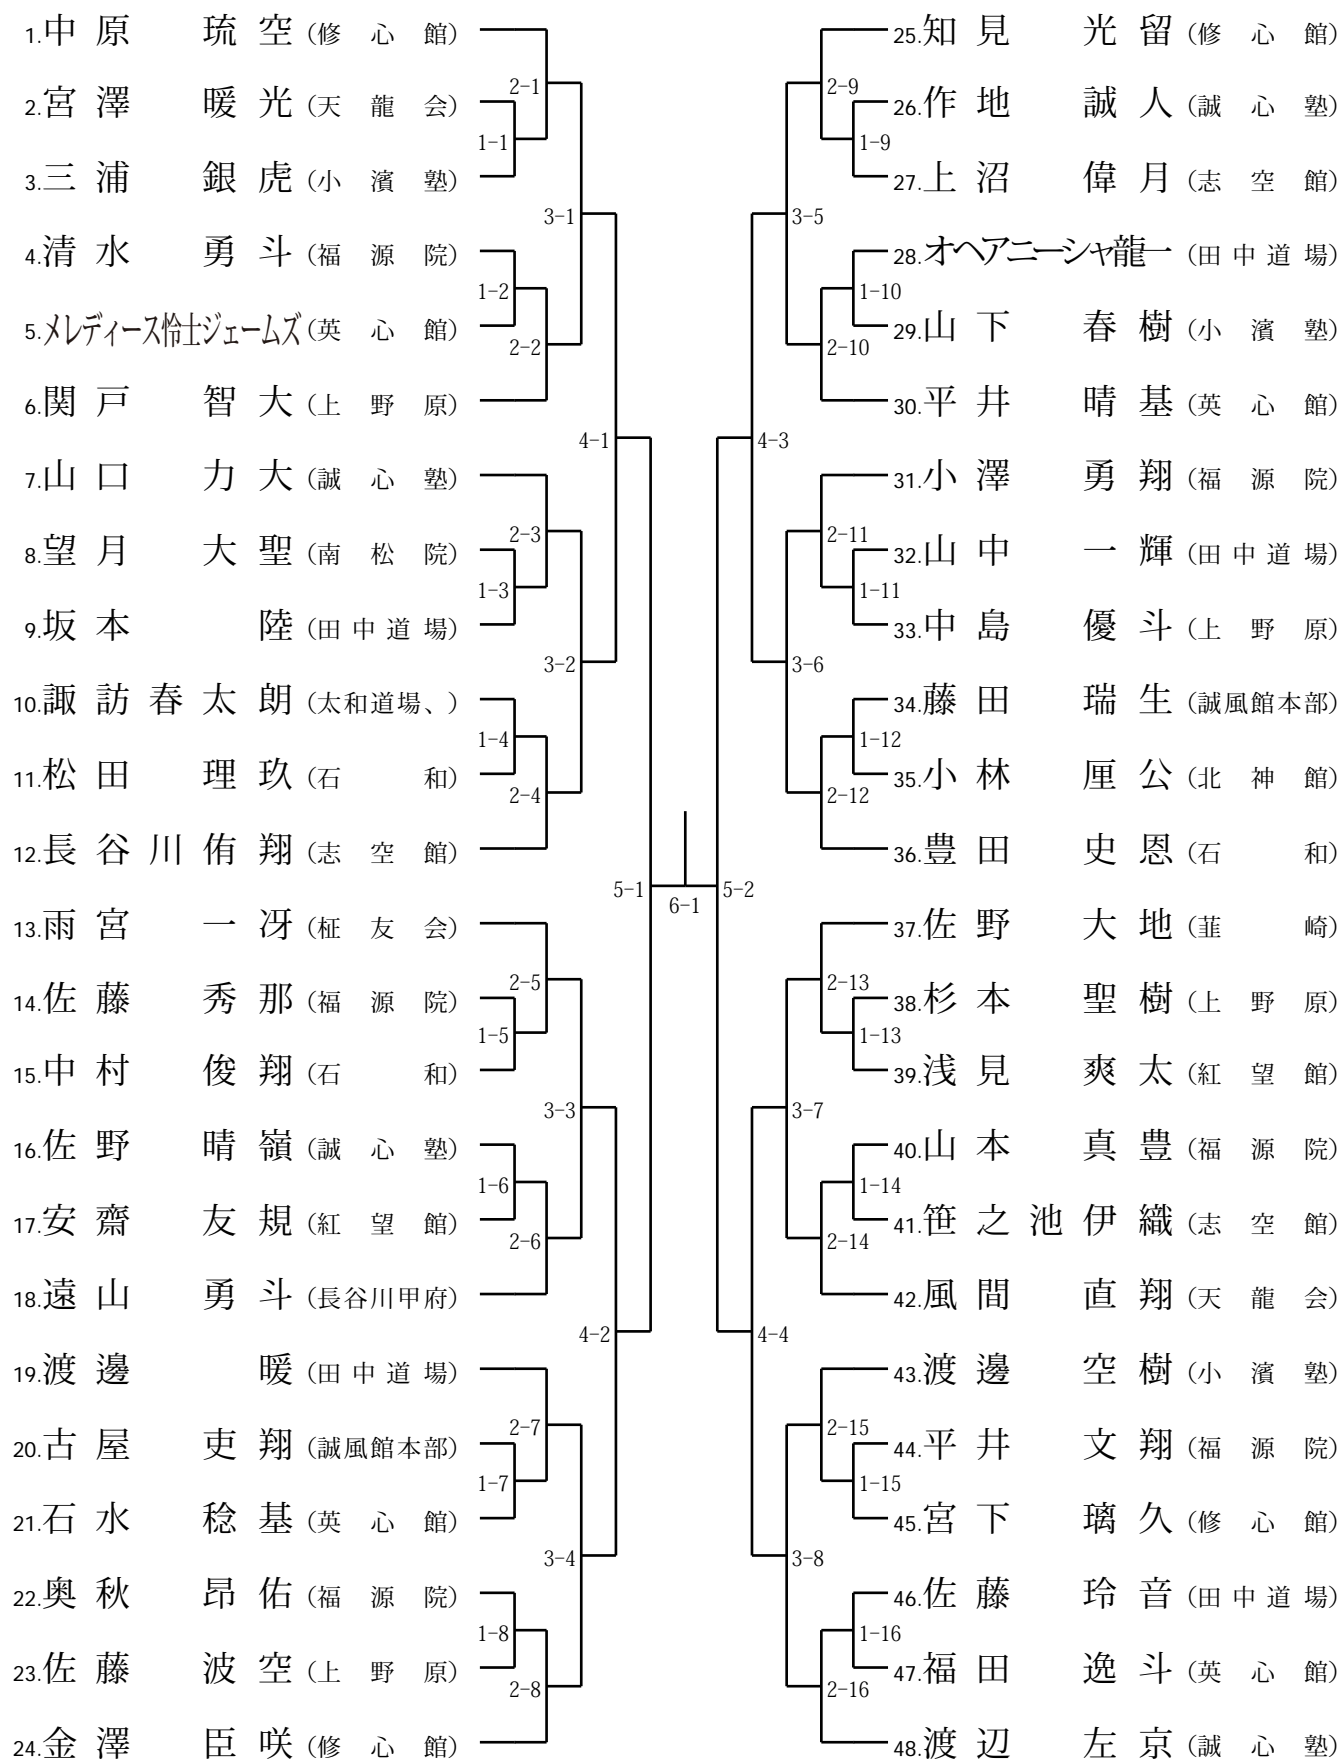 1.中原 琉空(修心館)
2.宮澤 暖光(天龍会)
3.三浦 銀虎(小濱塾)
4.清水 勇斗(福源院)
5.メレディース怜士ジェームズ(英心館)
6.関戸 智大(上野原)
7.山口 力大(誠心塾)
8.望月 大聖(南松院)
9.坂本 陸(田中道場)
10.諏訪春太朗(太和道場、)
11.松田 理玖(石和)
12.長谷川侑翔(志空館)
13.雨宮 一冴(柾友会)
14.佐藤 秀那(福源院)
15.中村 俊翔(石和)
16.佐野 晴嶺(誠心塾)
17.安齋 友規(紅望館)
18.遠山 勇斗(長谷川甲府)
19.渡邊 暖(田中道場)
20.古屋 吏翔(誠風館本部)
21.石水 稔基(英心館)
22.奥秋 昂佑(福源院)
23.佐藤 波空(上野原)
24.金澤 臣咲(修心館)
2-1
1-1
3-1
1-2
2-2
4-1
2-3
1-3
3-2
1-4
2-4
5-1
2-5
1-5
3-3
1-6
2-6
4-2
2-7
1-7
3-4
1-8
2-8
6-1
25.知見 光留(修心館)
26.作地 誠人(誠心塾)
27.上沼 偉月(志空館)
28.オヘアニーシャ龍一(田中道場)
29.山下 春樹(小濱塾)
30.平井 晴基(英心館)
31.小澤 勇翔(福源院)
32.山中 一輝(田中道場)
33.中島 優斗(上野原)
34.藤田 瑞生(誠風館本部)
35.小林 厘公(北神館)
36.豊田 史恩(石和)
37.佐野 大地(韮崎)
38.杉本 聖樹(上野原)
39.浅見 爽太(紅望館)
40.山本 真豊(福源院)
41.笹之池伊織(志空館)
42.風間 直翔(天龍会)
43.渡邊 空樹(小濱塾)
44.平井 文翔(福源院)
45.宮下 璃久(修心館)
46.佐藤 玲音(田中道場)
47.福田 逸斗(英心館)
48.渡辺 左京(誠心塾)
2-9
1-9
3-5
1-10
2-10
4-3
2-11
1-11
3-6
1-12
2-12
5-2
2-13
1-13
3-7
1-14
2-14
4-4
2-15
1-15
3-8
1-16
2-16